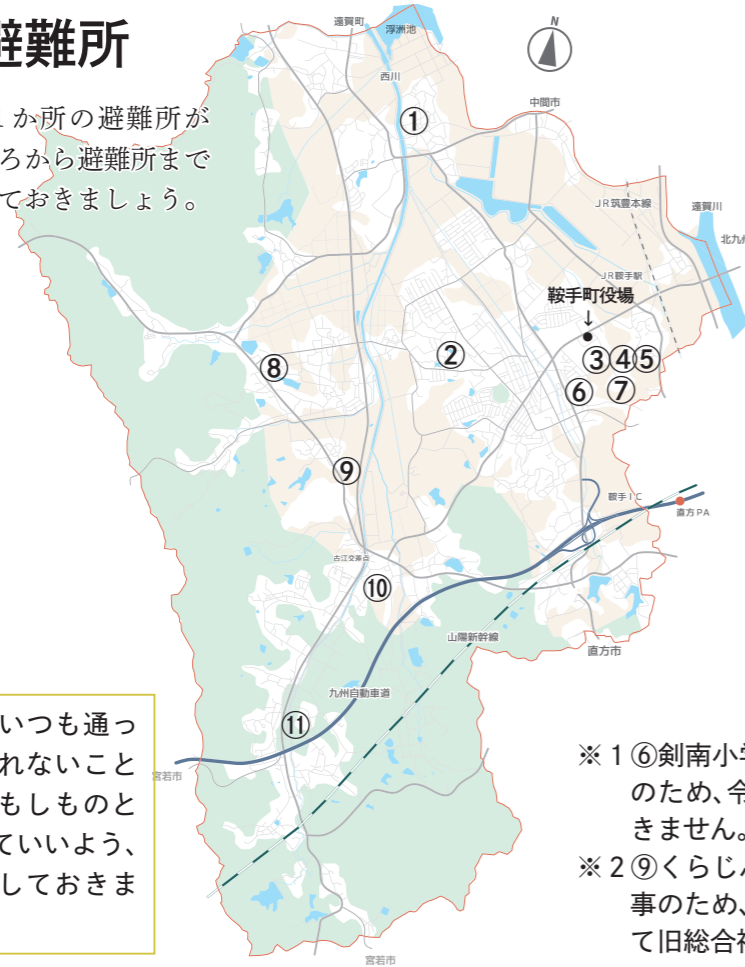 避難所
か所の避難所が
ろから避難所まで
ておきましょう。
N
遠賀町
浮洲池
西川
①
中間市
JR筑豊本線
遠賀川
北九州
JR鞍手駅
鞍手町役場
↓
②
③④⑤
⑥ ⑦
⑧
⑨
鞍手IC
直方PA
古江交差点
⑩
山陽新幹線
直方市
九州自動車道
⑪
宮若市
宮若市
いつも通っ
れないこと
もしものと
ていいよう、
しておきま
※1⑥剣南小学
のため、令
きません。
※2⑨くらじ
事のため、
て旧総合